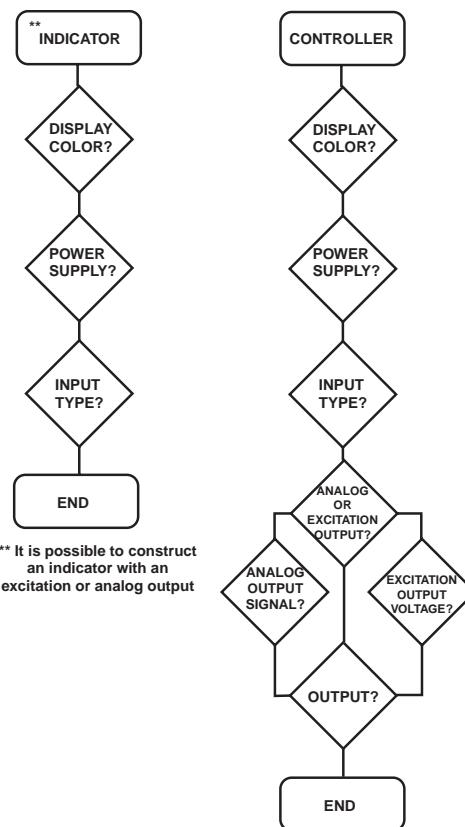 **
INDICATOR
DISPLAY
COLOR?
POWER
SUPPLY?
INPUT
TYPE?
END
** It is possible to construct
an indicator with an
excitation or analog output
CONTROLLER
DISPLAY
COLOR?
POWER
SUPPLY?
INPUT
TYPE?
ANALOG
OR
EXCITATION
OUTPUT?
ANALOG
OUTPUT
SIGNAL?
EXCITATION
OUTPUT
VOLTAGE?
OUTPUT?
END